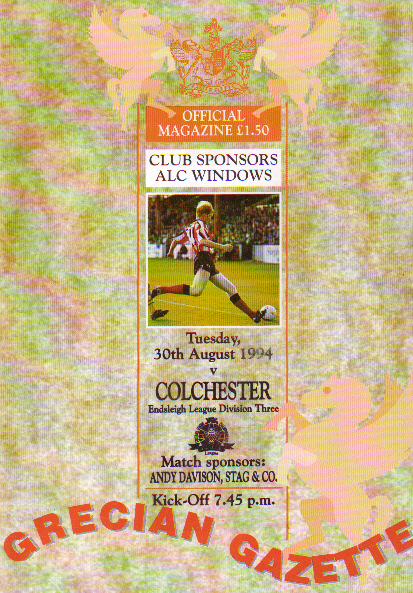 OFFICIAL
MAGAZINE £1.50
CLUB SPONSORS
ALC WINDOWS
Tuesday,
30th August 1994
v
COLCHESTER
Endsleigh League Division Three
Match sponsors:
ANDY DAVISON, STAG & CO.
Kick-Off 7.45 p.m.
GRECIAN GAZETTE